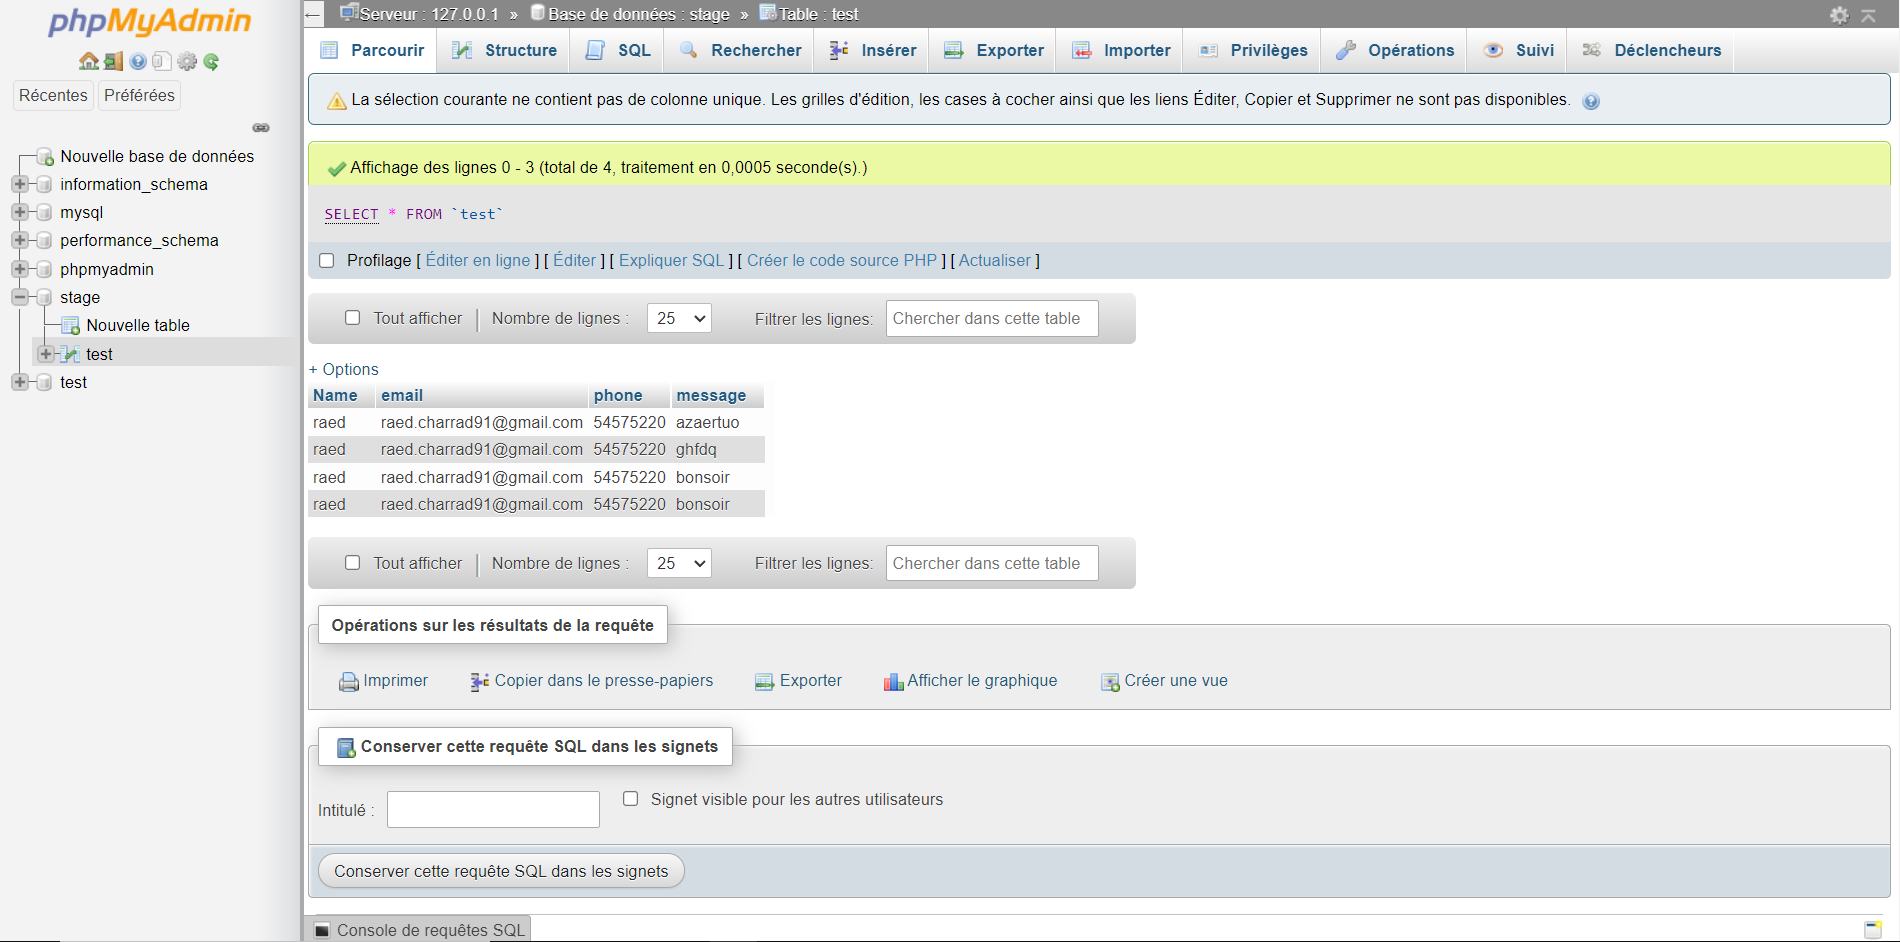 phpMyAdmin
Récentes Préférées
Nouvelle base de données
information_schema
mysql
performance_schema
phpmyadmin
stage
Nouvelle table
test
test
← Serveur : 127.0.0.1 » Base de données : stage » Table : test
Parcourir Structure SQL Rechercher Insérer Exporter Importer Privilèges Opérations Suivi Déclencheurs
La sélection courante ne contient pas de colonne unique. Les grilles d'édition, les cases à cocher ainsi que les liens Éditer, Copier et Supprimer ne sont pas disponibles.
Affichage des lignes 0 - 3 (total de 4, traitement en 0,0005 seconde(s).)
SELECT * FROM `test`
Profilage [ Éditer en ligne ] [ Éditer ] [ Expliquer SQL ] [ Créer le code source PHP ] [ Actualiser ]
Tout afficher | Nombre de lignes : 25 Filtrer les lignes: Chercher dans cette table
+ Options
Name email phone message
raed raed.charrad91@gmail.com 54575220 azaertuo
raed raed.charrad91@gmail.com 54575220 ghfdq
raed raed.charrad91@gmail.com 54575220 bonsoir
raed raed.charrad91@gmail.com 54575220 bonsoir
Tout afficher | Nombre de lignes : 25 Filtrer les lignes: Chercher dans cette table
Opérations sur les résultats de la requête
Imprimer Copier dans le presse-papiers Exporter Afficher le graphique Créer une vue
Conserver cette requête SQL dans les signets
Intitulé : Signet visible pour les autres utilisateurs
Conserver cette requête SQL dans les signets
Console de requêtes SQL